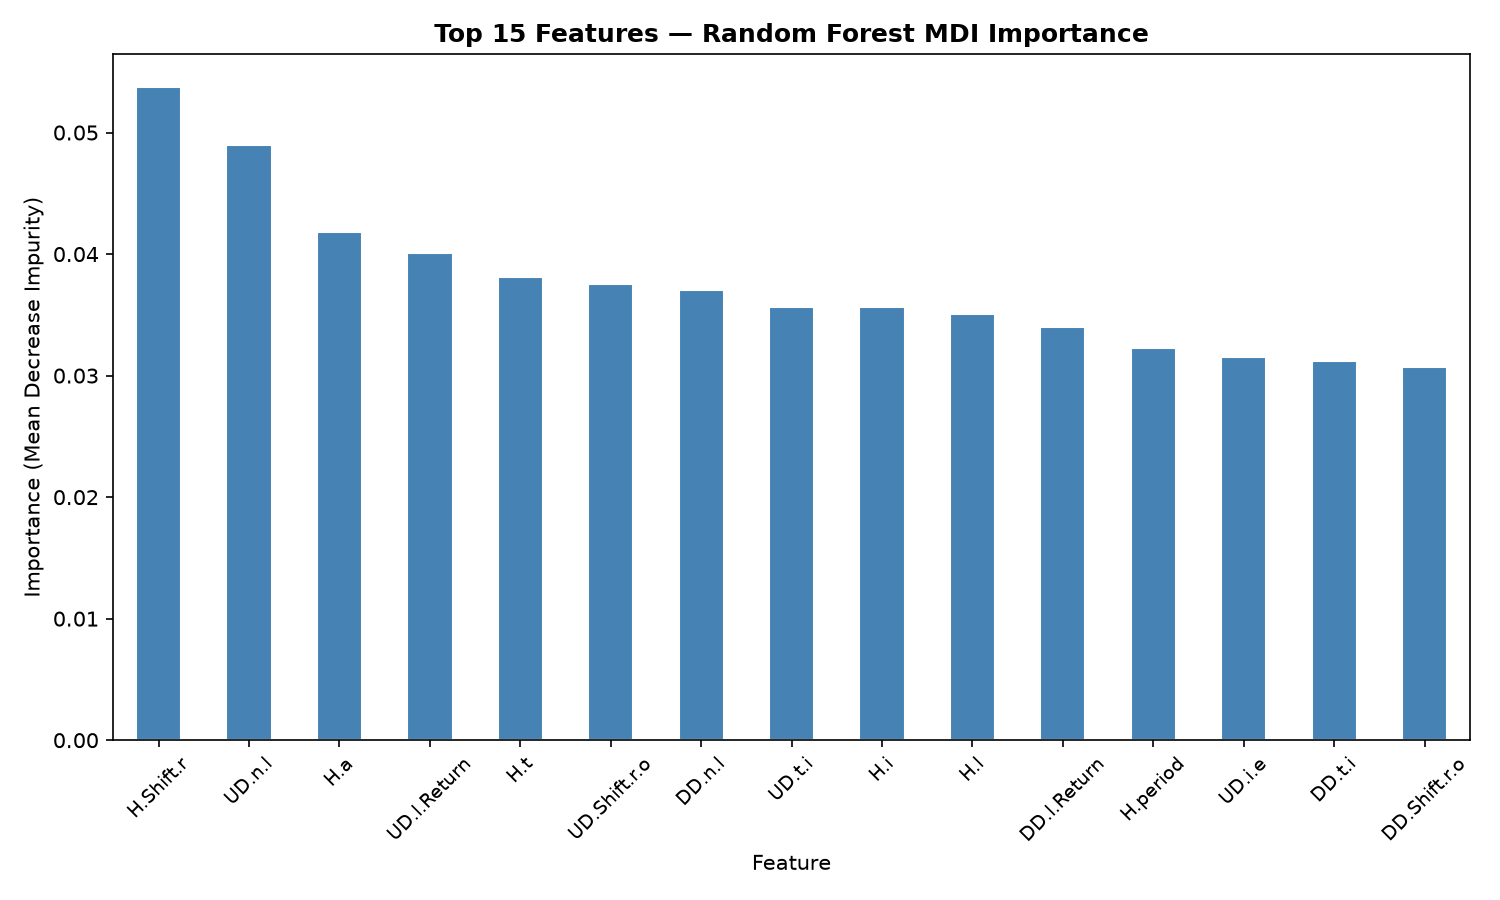 Top 15 Features — Random Forest MDI Importance
Importance (Mean Decrease Impurity)
0.05
0.04
0.03
0.02
0.01
0.00
H.Shift.r
UD.n.l
H.a
UD.l.Return
H.t
UD.Shift.r.o
DD.n.l
UD.t.i
H.i
H.l
DD.l.Return
H.period
UD.i.e
DD.t.i
DD.Shift.r.o
Feature